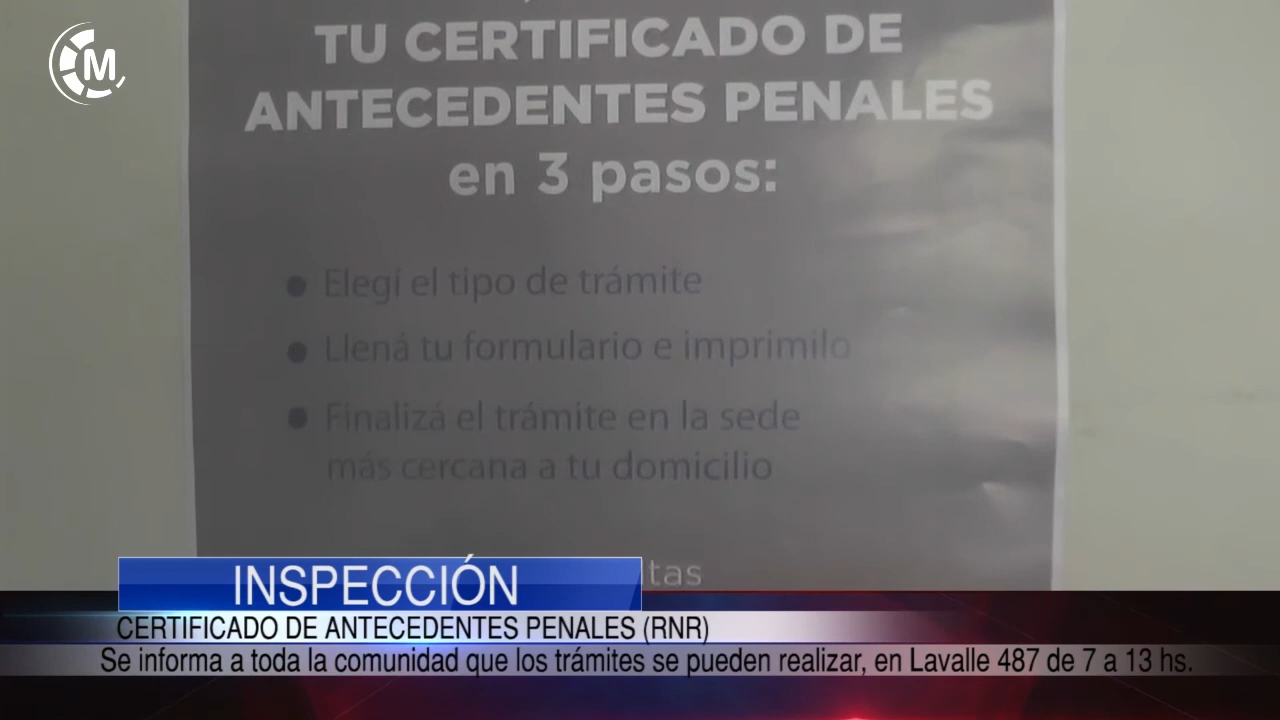 M
TU CERTIFICADO DE
ANTECEDENTES PENALES
en 3 pasos:
● Elegí el tipo de trámite
● Llená tu formulario e imprimilo
● Finalizá el trámite en la sede
más cercana a tu domicilio
tas
INSPECCIÓN
CERTIFICADO DE ANTECEDENTES PENALES (RNR)
Se informa a toda la comunidad que los trámites se pueden realizar, en Lavalle 487 de 7 a 13 hs.